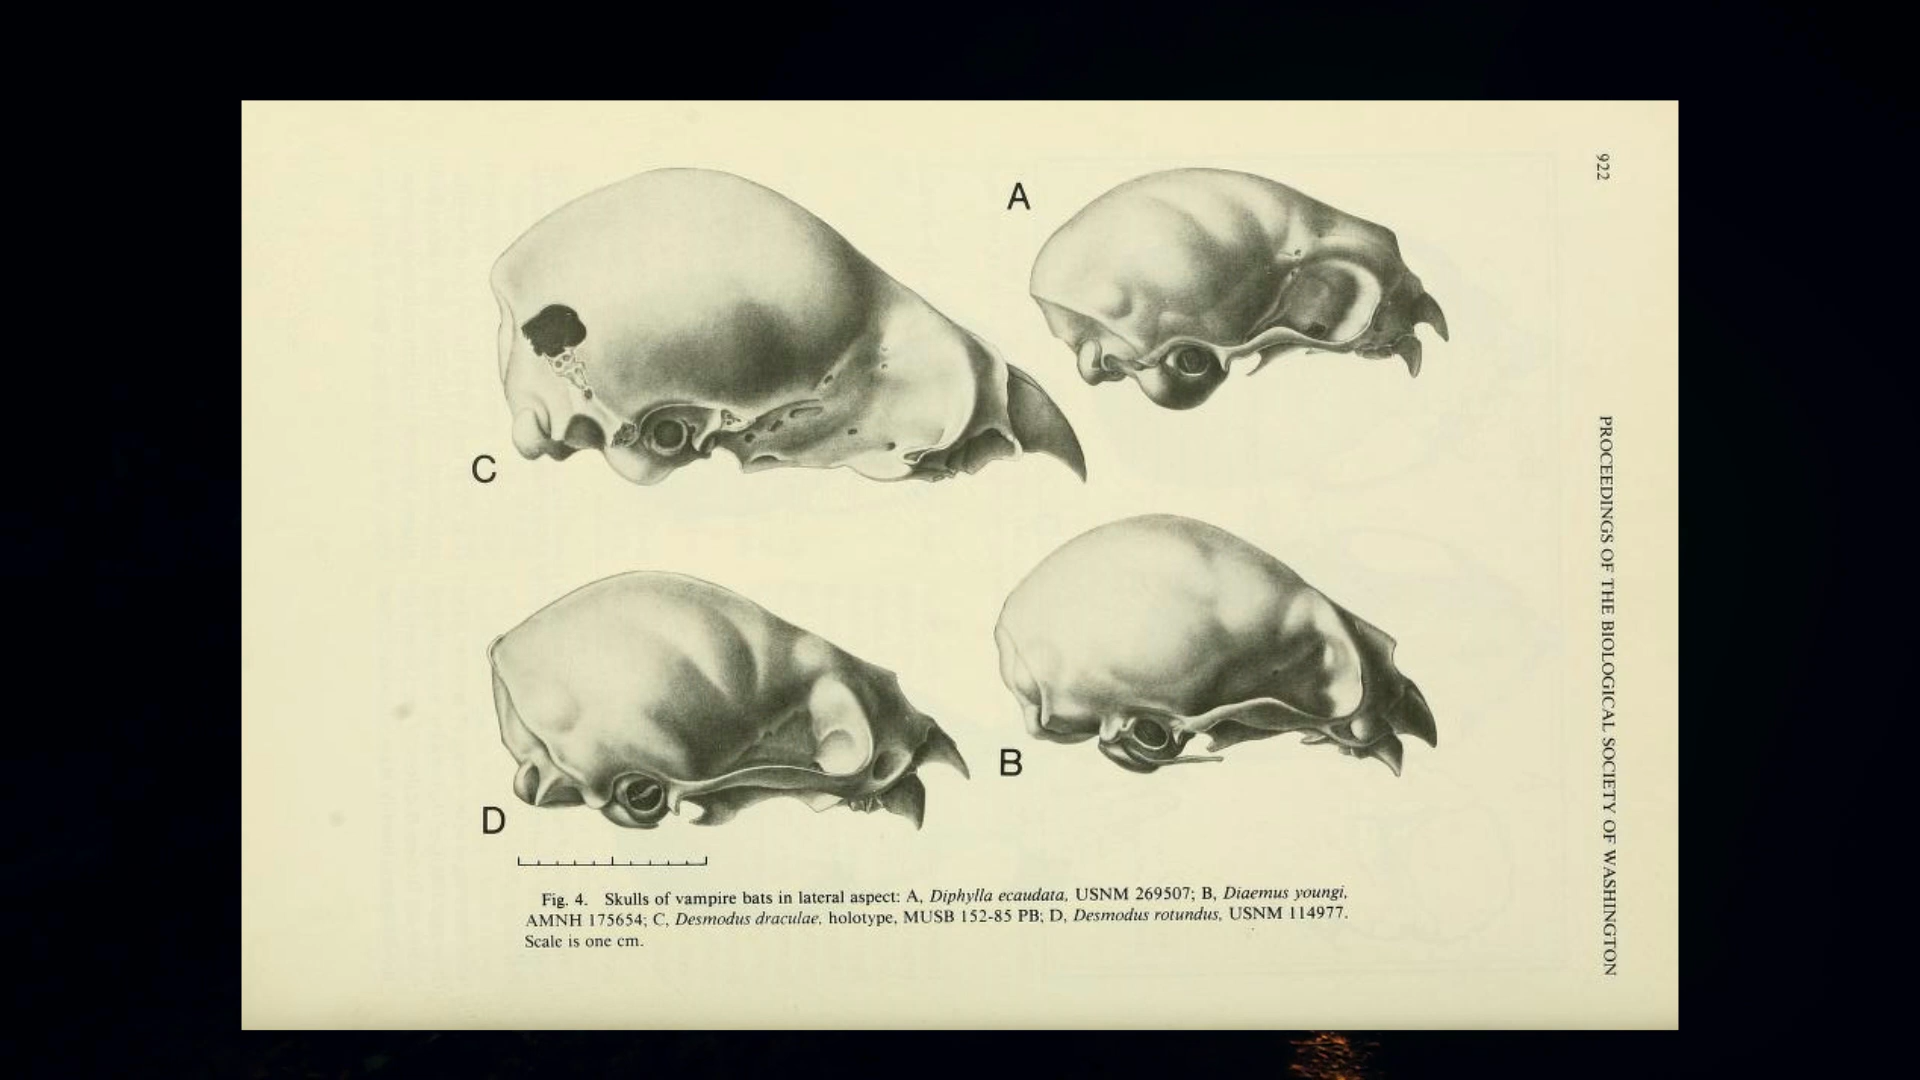 922
PROCEEDINGS OF THE BIOLOGICAL SOCIETY OF WASHINGTON
A
C
B
D
Fig. 4. Skulls of vampire bats in lateral aspect: A, Diphylla ecaudata, USNM 269507; B, Diaemus youngi,
AMNH 175654; C, Desmodus draculae, holotype, MUSB 152-85 PB; D, Desmodus rotundus, USNM 114977.
Scale is one cm.